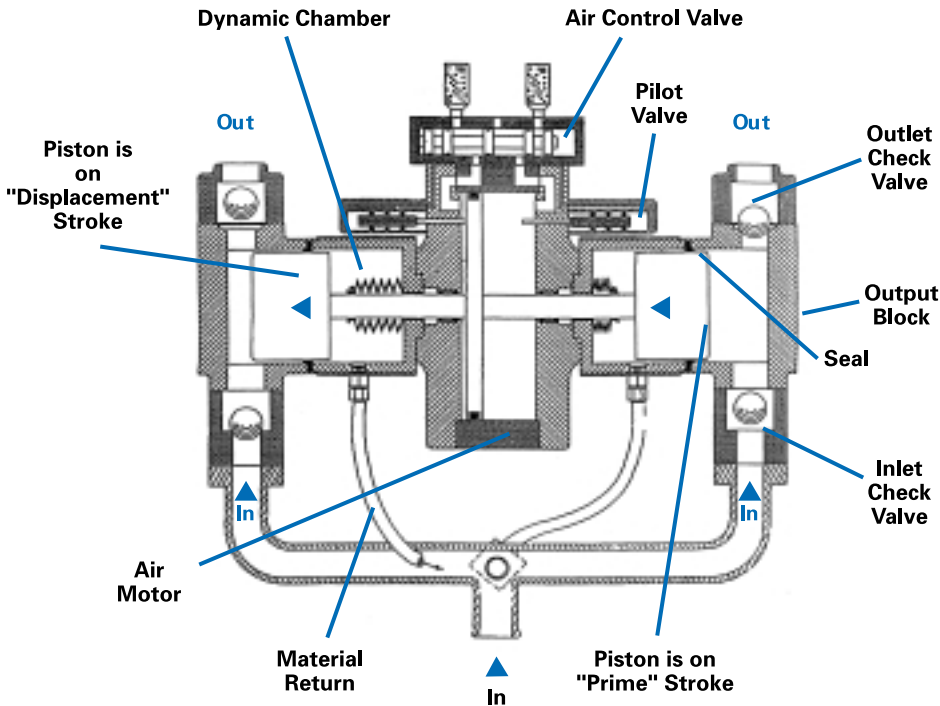 Dynamic Chamber
Air Control Valve
Pilot
Valve
Out
Out
Outlet
Check
Valve
Piston is
on
"Displacement"
Stroke
Output
Block
Seal
Inlet
Check
Valve
In
In
Air
Motor
Material
Return
In
Piston is on
"Prime" Stroke